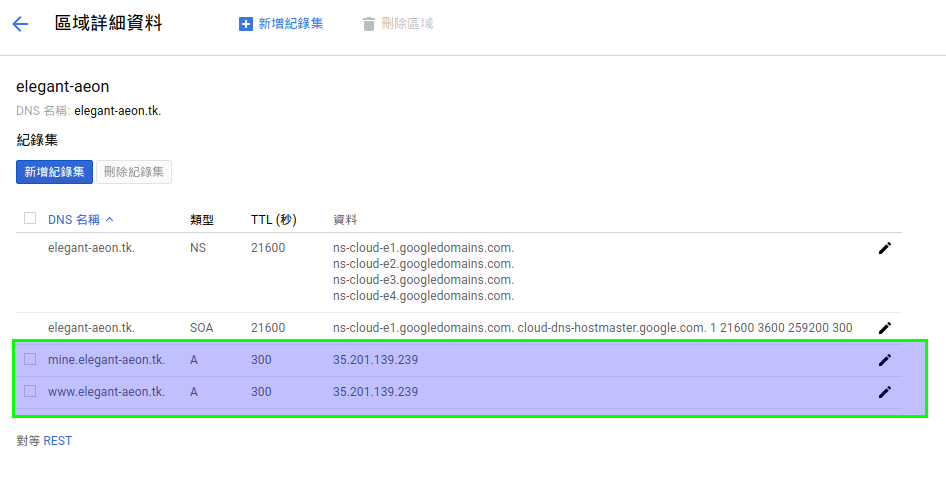 區域詳細資料 新增紀錄集 刪除區域
elegant-aeon
DNS 名稱: elegant-aeon.tk.
紀錄集
新增紀錄集 刪除紀錄集
DNS 名稱 類型 TTL (秒) 資料
elegant-aeon.tk. NS 21600 ns-cloud-e1.googledomains.com.
ns-cloud-e2.googledomains.com.
ns-cloud-e3.googledomains.com.
ns-cloud-e4.googledomains.com.
elegant-aeon.tk. SOA 21600 ns-cloud-e1.googledomains.com. cloud-dns-hostmaster.google.com. 1 21600 3600 259200 300
mine.elegant-aeon.tk. A 300 35.201.139.239
www.elegant-aeon.tk. A 300 35.201.139.239
對等 REST